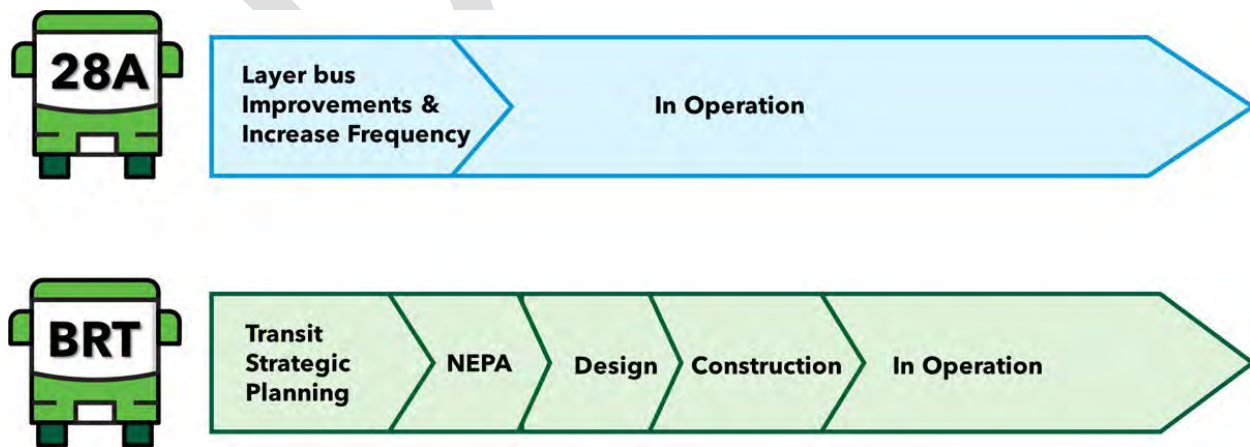 28A
Layer bus
Improvements &
Increase Frequency
In Operation
BRT
Transit
Strategic
Planning
NEPA
Design
Construction
In Operation